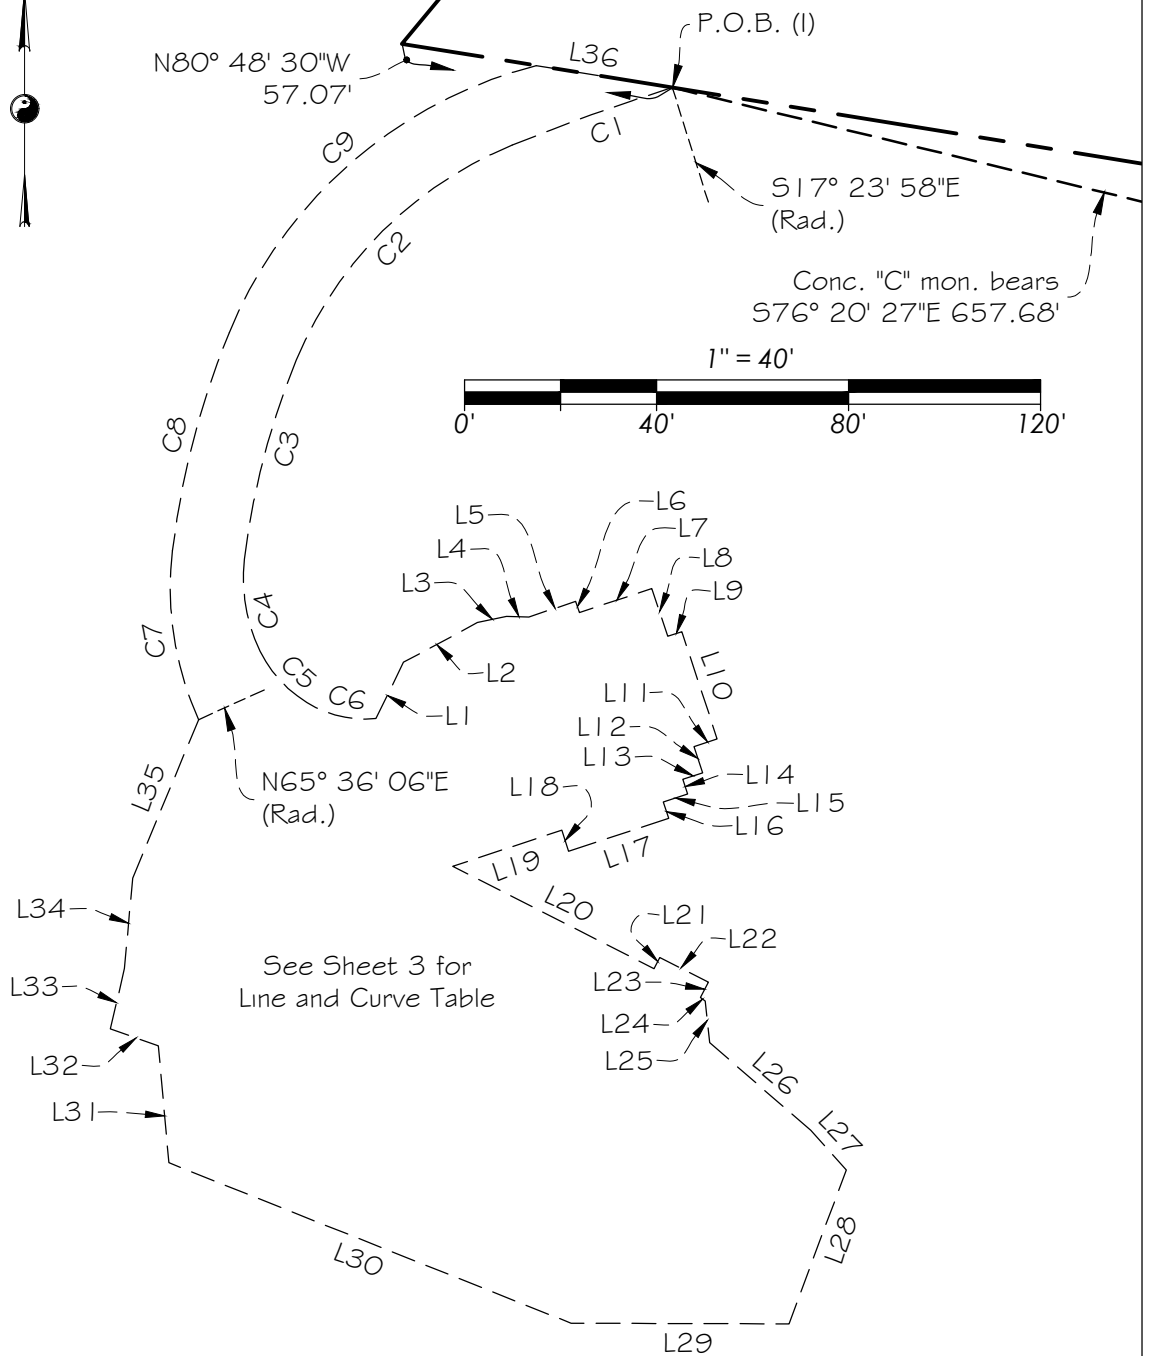 P.O.B. (1)
L36
N80° 48' 30"W
57.07'
C1
C9
S17° 23' 58"E
(Rad.)
C2
Conc. "C" mon. bears
S76° 20' 27"E 657.68'
1" = 40'
0' 40' 80' 120'
C8
C3
L5
L6
L7
L4
L8
L3
L9
C4
C7
C5
C6
L2
L1
L10
L11
L12
L13
L14
L15
L16
L18
L17
L19
N65° 36' 06"E
(Rad.)
L35
L20
L34
L21
L22
See Sheet 3 for
Line and Curve Table
L33
L23
L24
L25
L32
L26
L31
L27
L28
L30
L29